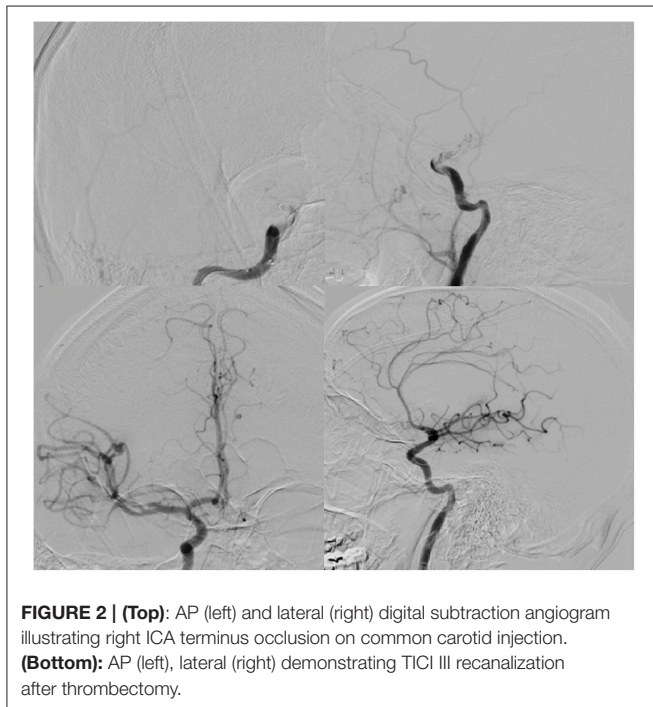 FIGURE 2 | (Top): AP (left) and lateral (right) digital subtraction angiogram
illustrating right ICA terminus occlusion on common carotid injection.
(Bottom): AP (left), lateral (right) demonstrating TICI III recanalization
after thrombectomy.